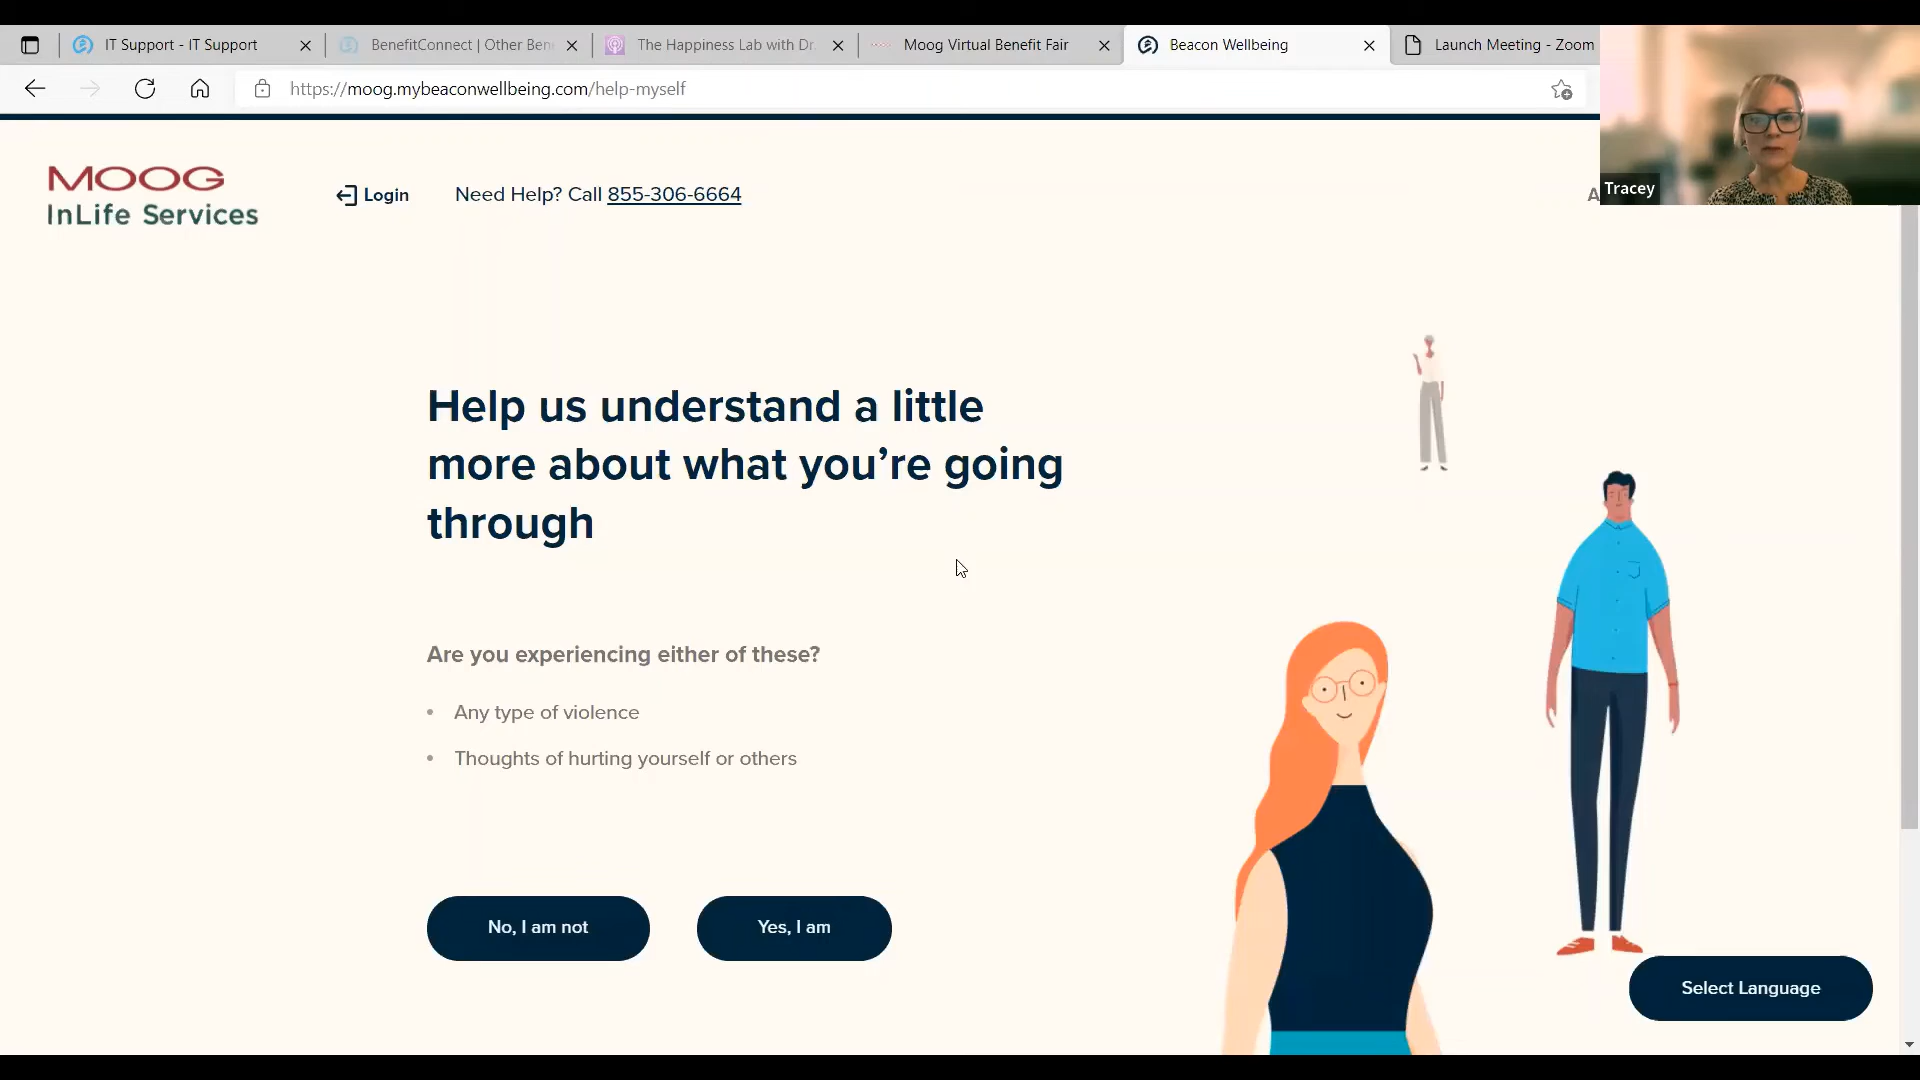 IT Support - IT Support
BenefitConnect | Other Ben
The Happiness Lab with Dr.
Moog Virtual Benefit Fair
Beacon Wellbeing
Launch Meeting - Zoom
https://moog.mybeaconwellbeing.com/help-myself
Tracey
MOOG
InLife Services
Login
Need Help? Call 855-306-6664
A
Help us understand a little
more about what you’re going
through
Are you experiencing either of these?
• Any type of violence
• Thoughts of hurting yourself or others
No, I am not
Yes, I am
Select Language